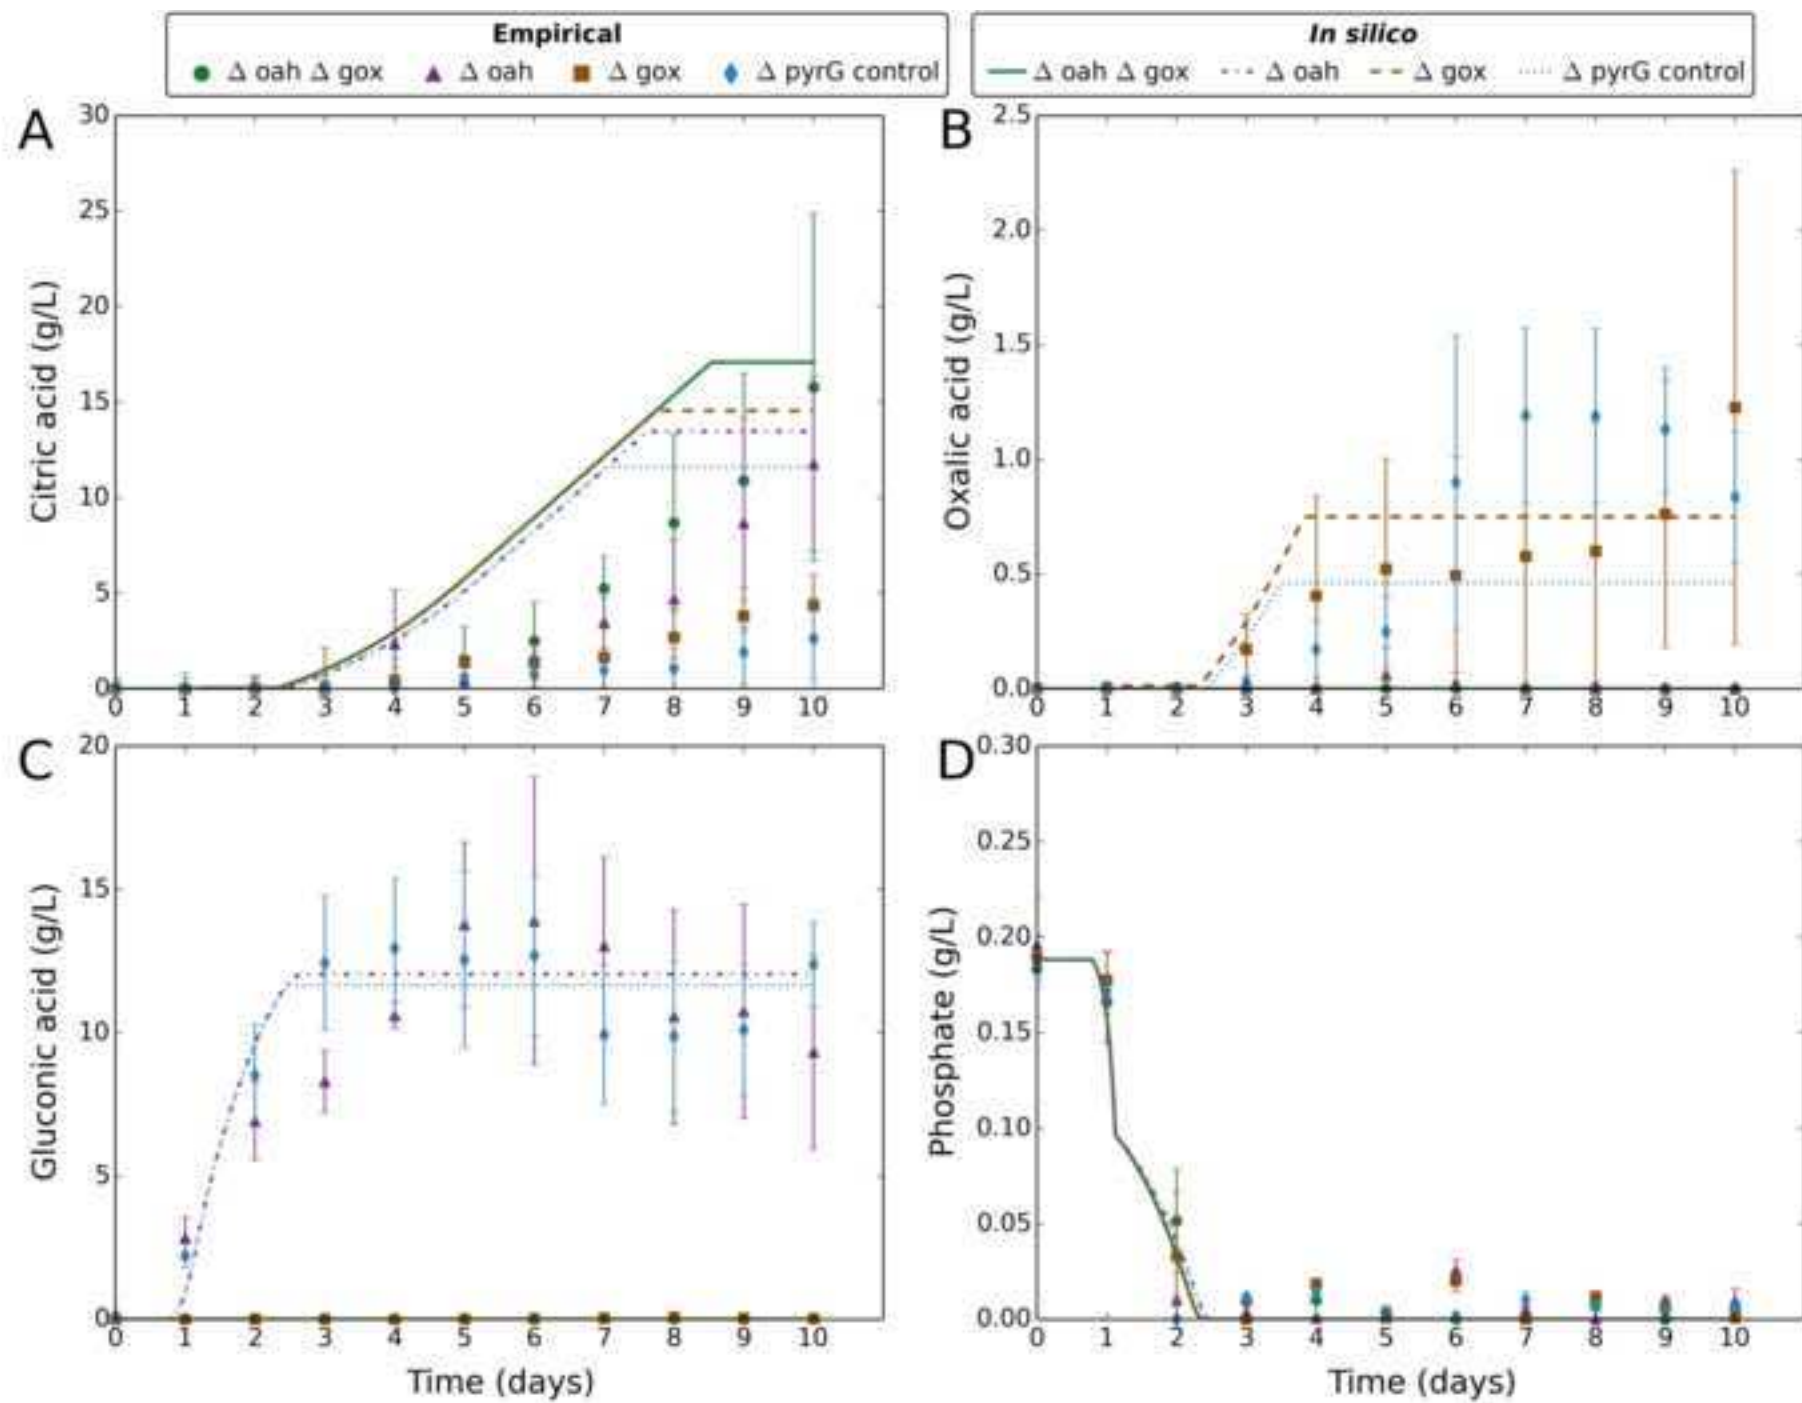 Empirical
Δ oah Δ gox Δ oah Δ gox Δ pyrG control
In silico
Δ oah Δ gox Δ oah Δ gox Δ pyrG control
A
30
25
20
15
10
5
0
Citric acid (g/L)
0 1 2 3 4 5 6 7 8 9 10
B
2.5
2.0
1.5
1.0
0.5
0.0
Oxalic acid (g/L)
0 1 2 3 4 5 6 7 8 9 10
C
20
15
10
5
0
Gluconic acid (g/L)
0 1 2 3 4 5 6 7 8 9 10
Time (days)
D
0.30
0.25
0.20
0.15
0.10
0.05
0.00
Phosphate (g/L)
0 1 2 3 4 5 6 7 8 9 10
Time (days)